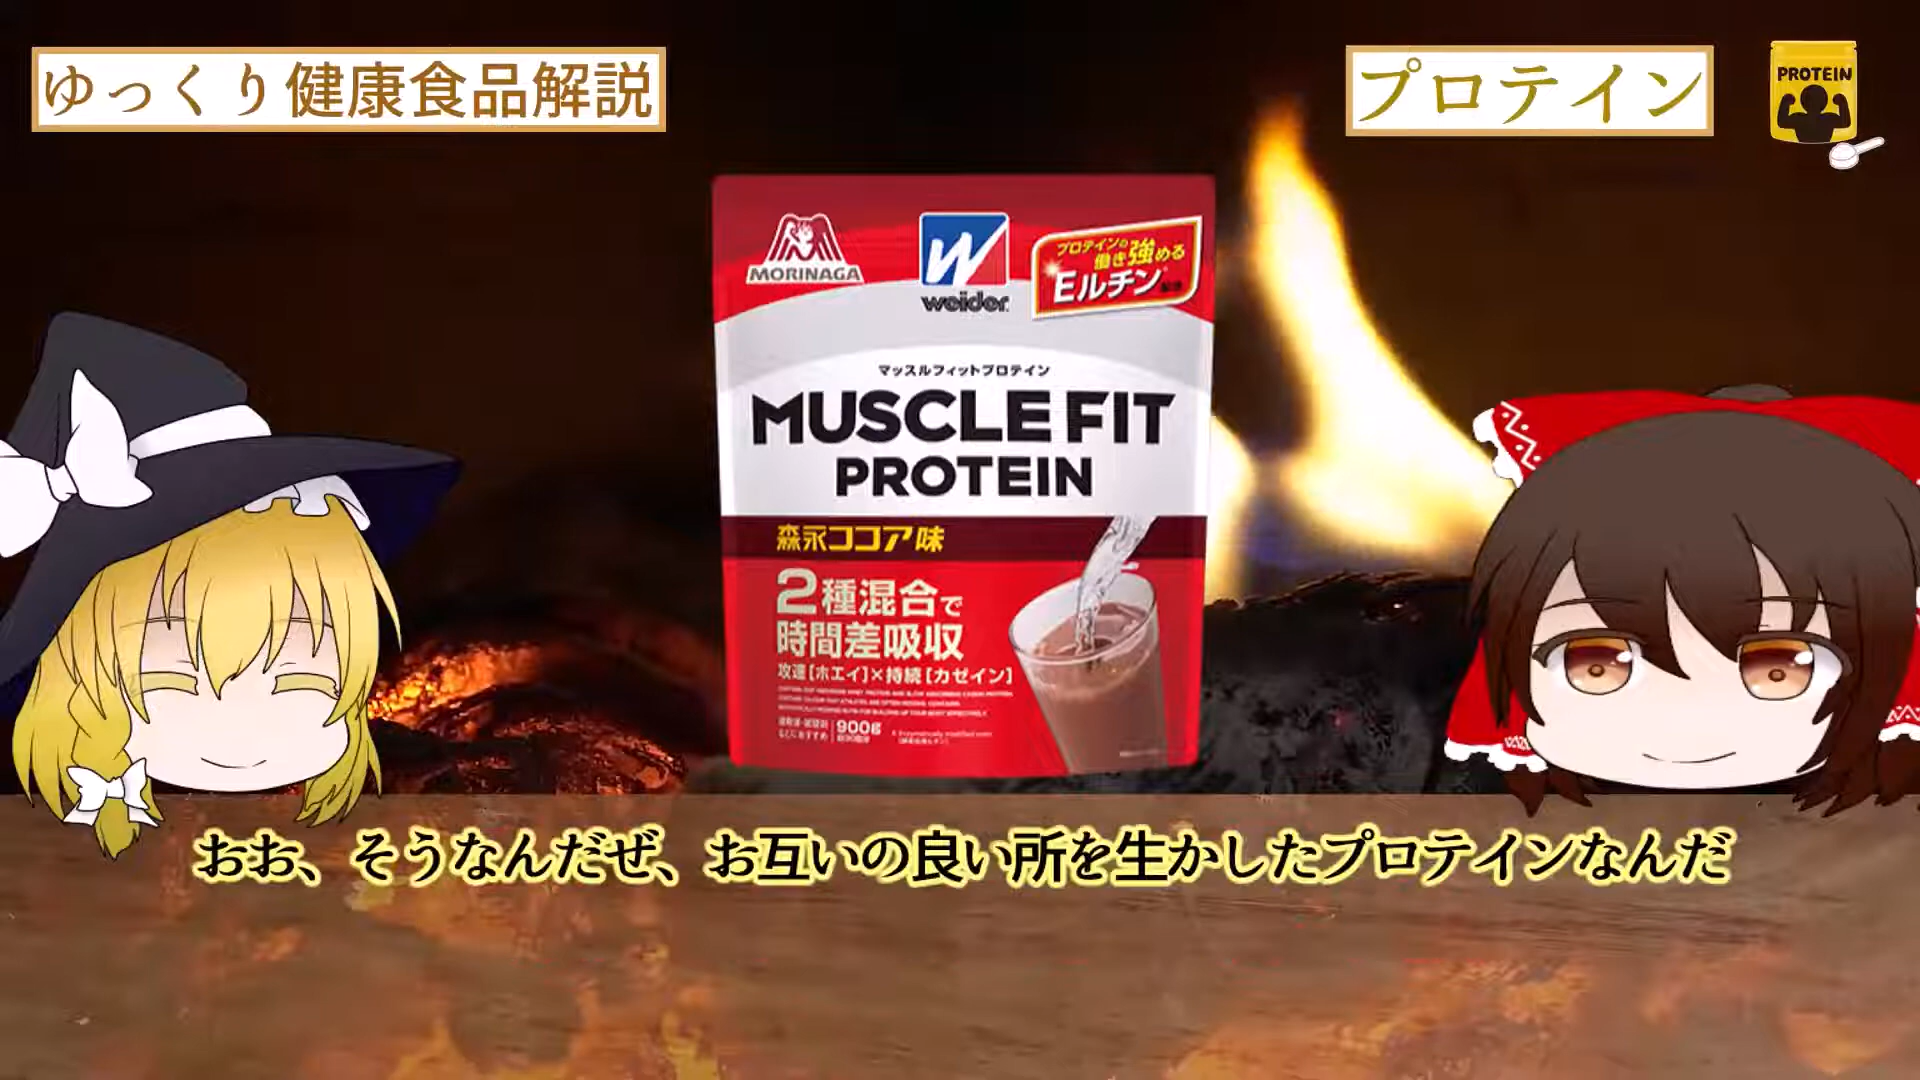 ゆっくり健康食品解説
プロテイン
PROTEIN
MORINAGA
weider
プロテインの
働き強める
Eルチン
マッスルフィットプロテイン
MUSCLE FIT
PROTEIN
森永ココア味
2種混合で
時間差吸収
攻速[ホエイ]×持続[カゼイン]
900g
おお、そうなんだぜ、お互いの良い所を生かしたプロテインなんだ